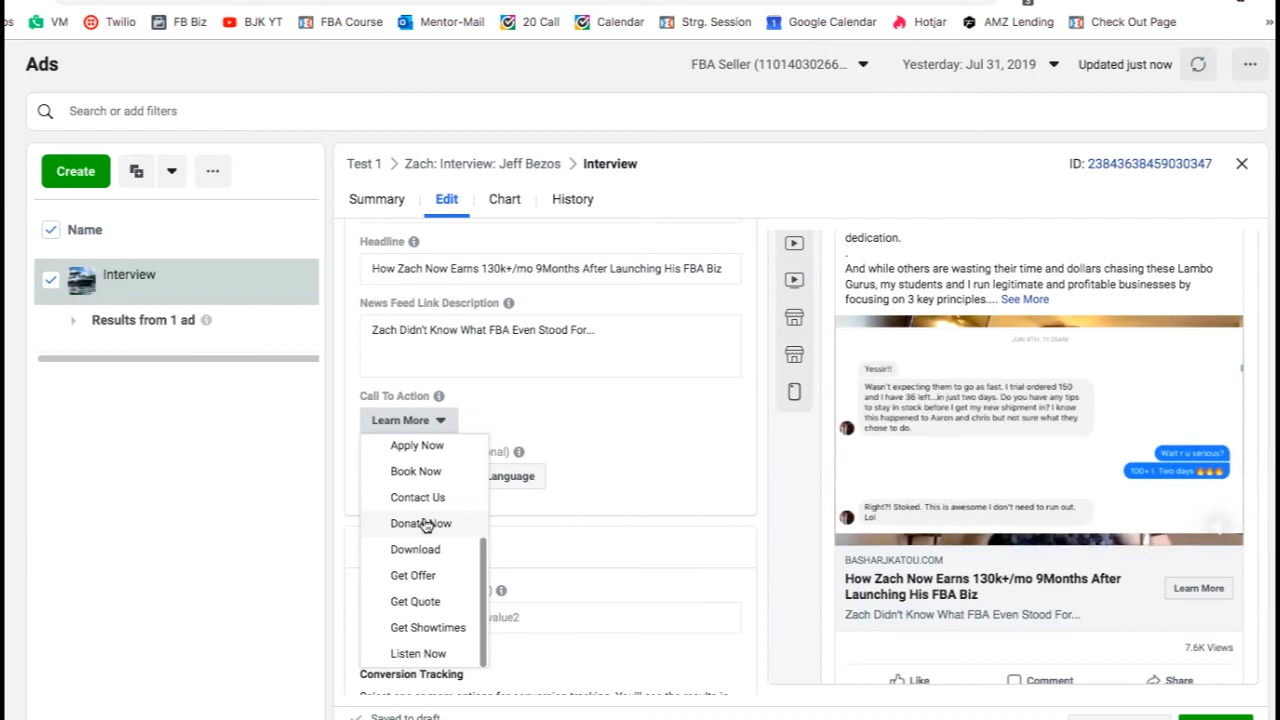 VM Twilio FB Biz BJK YT FBA Course Mentor-Mail 20 Call Calendar Strg. Session Google Calendar Hotjar AMZ Lending Check Out Page »
Ads
FBA Seller (11014030266...
Yesterday: Jul 31, 2019
Updated just now
Search or add filters
Create
Name
Interview
Results from 1 ad
Test 1 > Zach: Interview: Jeff Bezos > Interview
ID: 23843638459030347
Summary Edit Chart History
Headline
How Zach Now Earns 130k+/mo 9Months After Launching His FBA Biz
News Feed Link Description
Zach Didn't Know What FBA Even Stood For...
Call To Action
Learn More
Apply Now
Book Now
Contact Us
Donate Now
Download
Get Offer
Get Quote
Get Showtimes
Listen Now
Language
value2
Conversion Tracking
Saved to draft
dedication.
.
And while others are wasting their time and dollars chasing these Lambo
Gurus, my students and I run legitimate and profitable businesses by
focusing on 3 key principles.... See More
JUN 4TH, 11:25AM
Yessir!!
Wasn't expecting them to go as fast. I trial ordered 150
and I have 36 left...in just two days. Do you have any tips
to stay in stock before I get my new shipment in? I know
this happened to Aaron and chris but not sure what they
chose to do.
Wait r u serious?
100+ I. Two days 🔥🔥🔥
Right?! Stoked. This is awesome I don't need to run out.
Lol
BASHARJKATOU.COM
How Zach Now Earns 130k+/mo 9Months After
Launching His FBA Biz
Learn More
Zach Didn't Know What FBA Even Stood For...
7.6K Views
Like Comment Share